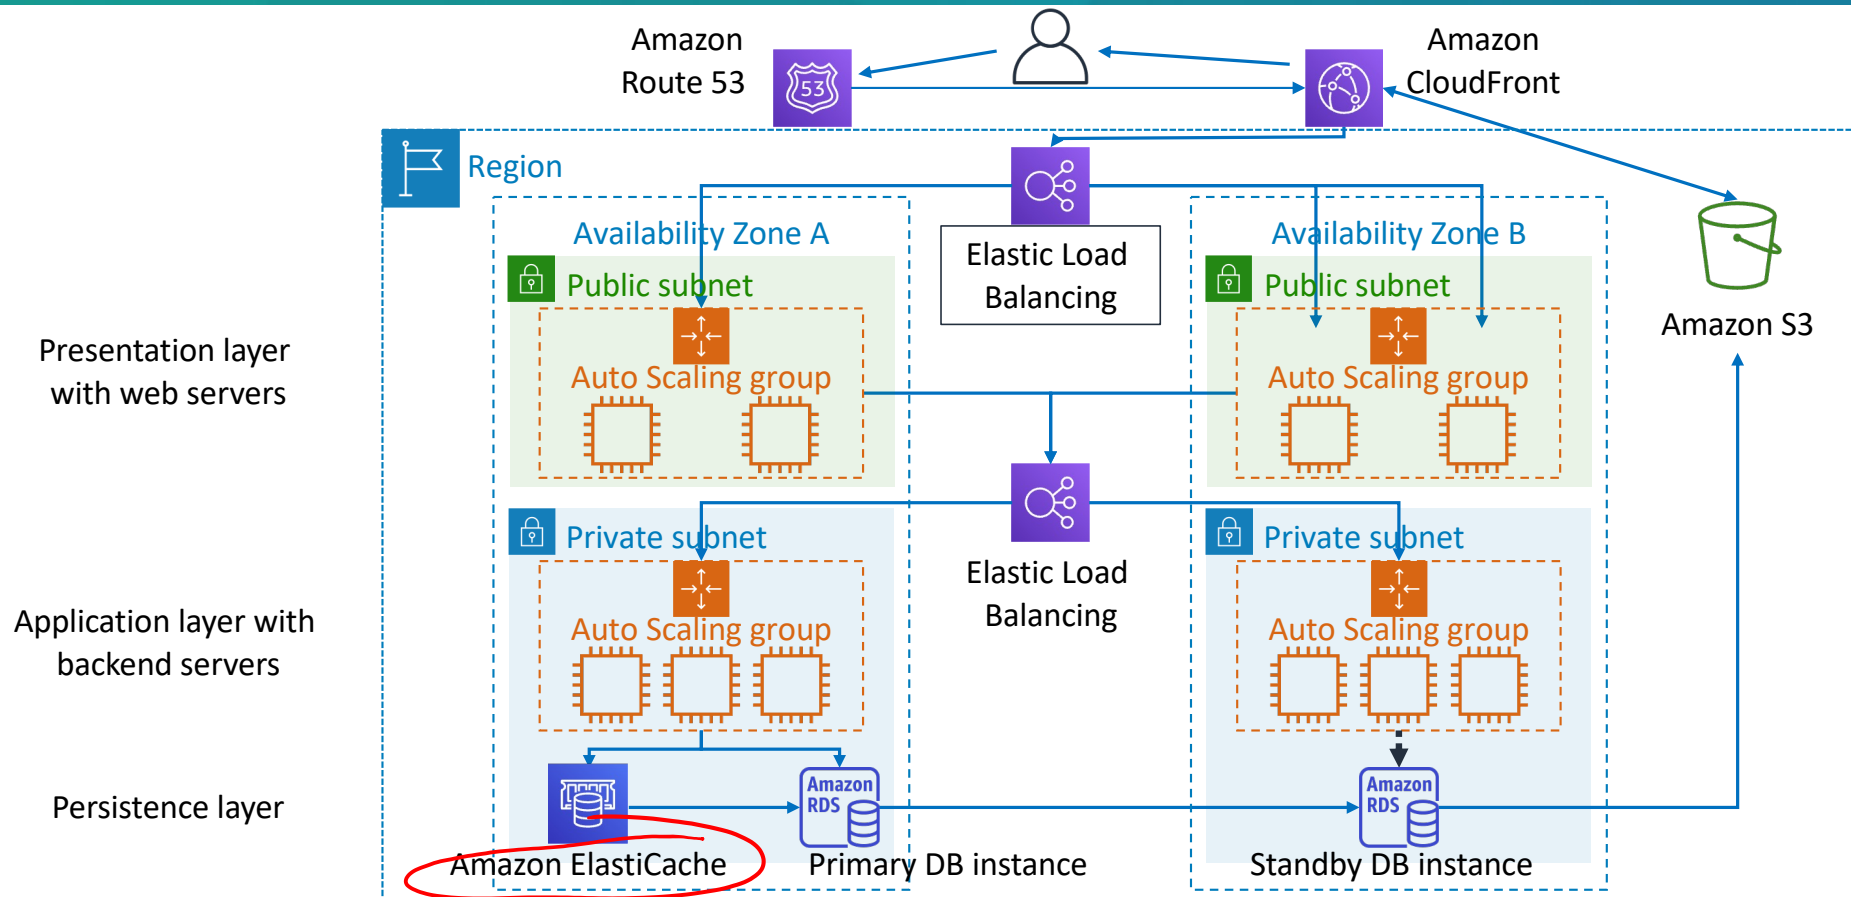 Amazon
Route 53
53
Amazon
CloudFront
Region
Availability Zone A
Elastic Load
Balancing
Availability Zone B
Public subnet
Public subnet
Amazon S3
Presentation layer
with web servers
Auto Scaling group
Auto Scaling group
Private subnet
Private subnet
Elastic Load
Balancing
Application layer with
backend servers
Auto Scaling group
Auto Scaling group
Persistence layer
Amazon
RDS
Amazon
RDS
Amazon ElastiCache
Primary DB instance
Standby DB instance